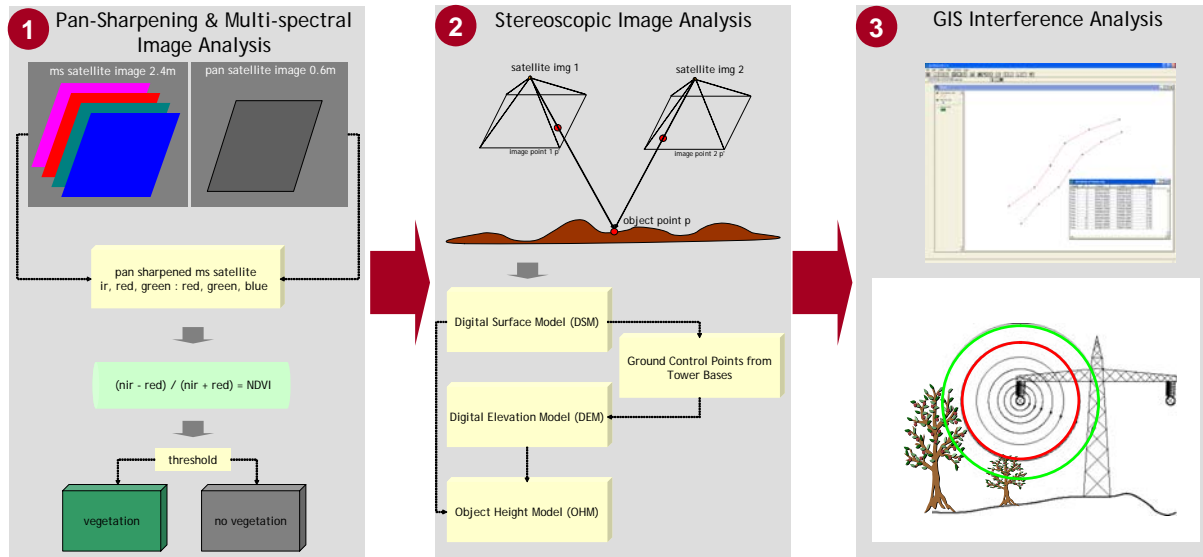 1
Pan-Sharpening & Multi-spectral
Image Analysis
ms satellite image 2.4m
pan satellite image 0.6m
pan sharpened ms satellite
ir, red, green : red, green, blue
(nir - red) / (nir + red) = NDVI
threshold
vegetation
no vegetation
2
Stereoscopic Image Analysis
satellite img 1
satellite img 2
image point 1 p'
image point 2 p'
object point p
Digital Surface Model (DSM)
Ground Control Points from
Tower Bases
Digital Elevation Model (DEM)
Object Height Model (OHM)
3
GIS Interference Analysis